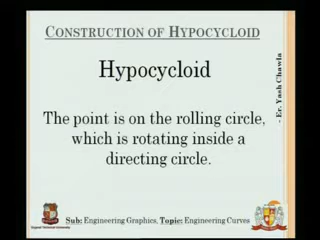 CONSTRUCTION OF HYPOCYCLOID
Hypocycloid
The point is on the rolling circle,
which is rotating inside a
directing circle.
- Er. Yash Chawla
Sub: Engineering Graphics, Topic: Engineering Curves